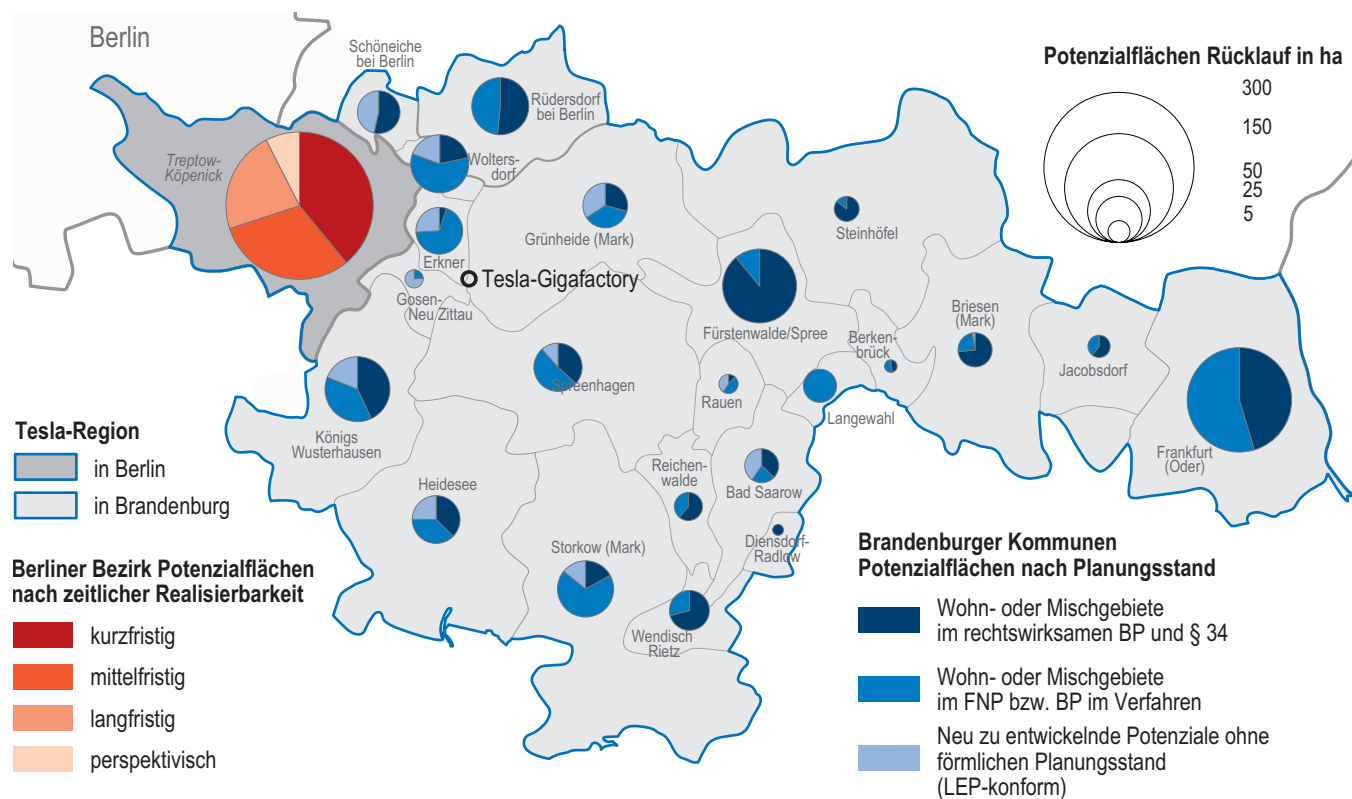 Berlin
Schöneiche
bei Berlin
Rüdersdorf
bei Berlin
Treptow-
Köpenick
Woltersdorf
dorf
Erkner
Grünheide (Mark)
Gosen-
Neu Zittau
Tesla-Gigafactory
Steinhöfel
Fürstenwalde/Spree
Berken-
brück
Briesen
(Mark)
Jacobsdorf
Frankfurt
(Oder)
Spreenhagen
Rauen
Langewahl
Königs
Wusterhausen
Heidesee
Reichen-
walde
Bad Saarow
Diensdorf-
Radlow
Storkow (Mark)
Wendisch
Rietz
Potenzialflächen Rücklauf in ha
300
150
50
25
5
Tesla-Region
in Berlin
in Brandenburg
Berliner Bezirk Potenzialflächen
nach zeitlicher Realisierbarkeit
kurzfristig
mittelfristig
langfristig
perspektivisch
Brandenburger Kommunen
Potenzialflächen nach Planungsstand
Wohn- oder Mischgebiete
im rechtswirksamen BP und § 34
Wohn- oder Mischgebiete
im FNP bzw. BP im Verfahren
Neu zu entwickelnde Potenziale ohne
förmlichen Planungsstand
(LEP-konform)